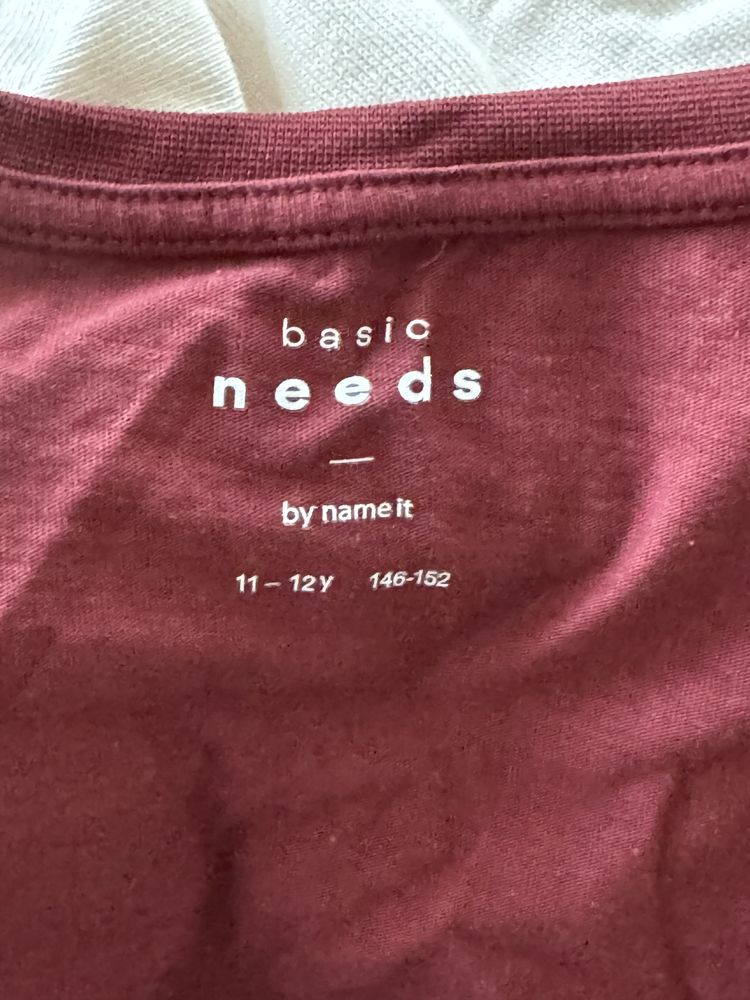 basic
needs
—
by name it
11 – 12y 146-152